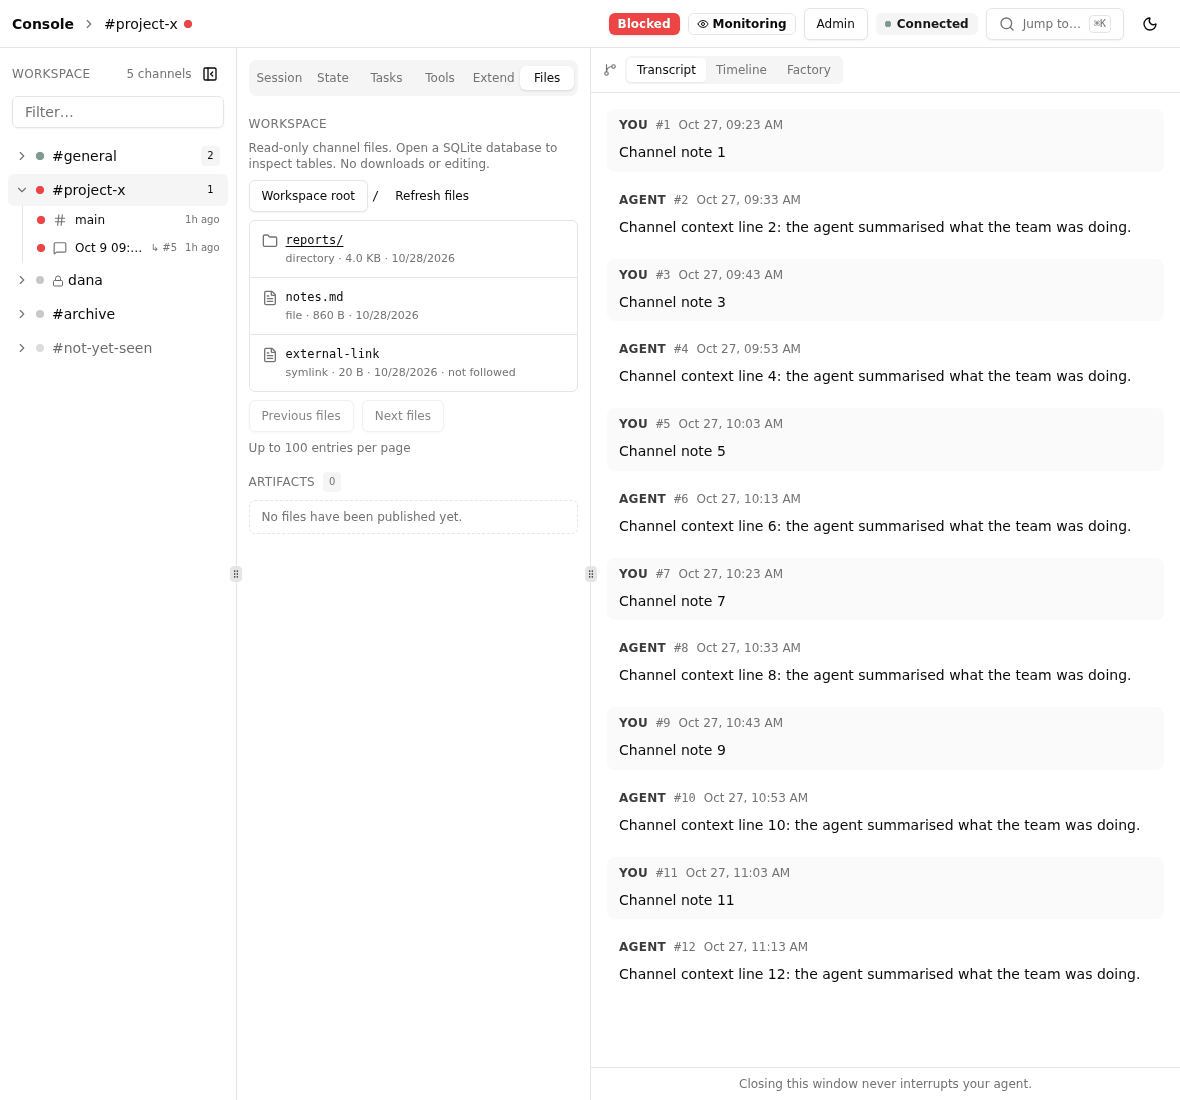 Console > #project-x
Blocked
Monitoring
Admin
Connected
Jump to…
⌘K
WORKSPACE
5 channels
Filter…
#general
2
#project-x
1
main
1h ago
Oct 9 09:…
↳ #5
1h ago
dana
#archive
#not-yet-seen
Session
State
Tasks
Tools
Extend
Files
WORKSPACE
Read-only channel files. Open a SQLite database to
inspect tables. No downloads or editing.
Workspace root / Refresh files
reports/
directory · 4.0 KB · 10/28/2026
notes.md
file · 860 B · 10/28/2026
external-link
symlink · 20 B · 10/28/2026 · not followed
Previous files
Next files
Up to 100 entries per page
ARTIFACTS 0
No files have been published yet.
Transcript
Timeline
Factory
YOU #1 Oct 27, 09:23 AM
Channel note 1
AGENT #2 Oct 27, 09:33 AM
Channel context line 2: the agent summarised what the team was doing.
YOU #3 Oct 27, 09:43 AM
Channel note 3
AGENT #4 Oct 27, 09:53 AM
Channel context line 4: the agent summarised what the team was doing.
YOU #5 Oct 27, 10:03 AM
Channel note 5
AGENT #6 Oct 27, 10:13 AM
Channel context line 6: the agent summarised what the team was doing.
YOU #7 Oct 27, 10:23 AM
Channel note 7
AGENT #8 Oct 27, 10:33 AM
Channel context line 8: the agent summarised what the team was doing.
YOU #9 Oct 27, 10:43 AM
Channel note 9
AGENT #10 Oct 27, 10:53 AM
Channel context line 10: the agent summarised what the team was doing.
YOU #11 Oct 27, 11:03 AM
Channel note 11
AGENT #12 Oct 27, 11:13 AM
Channel context line 12: the agent summarised what the team was doing.
Closing this window never interrupts your agent.